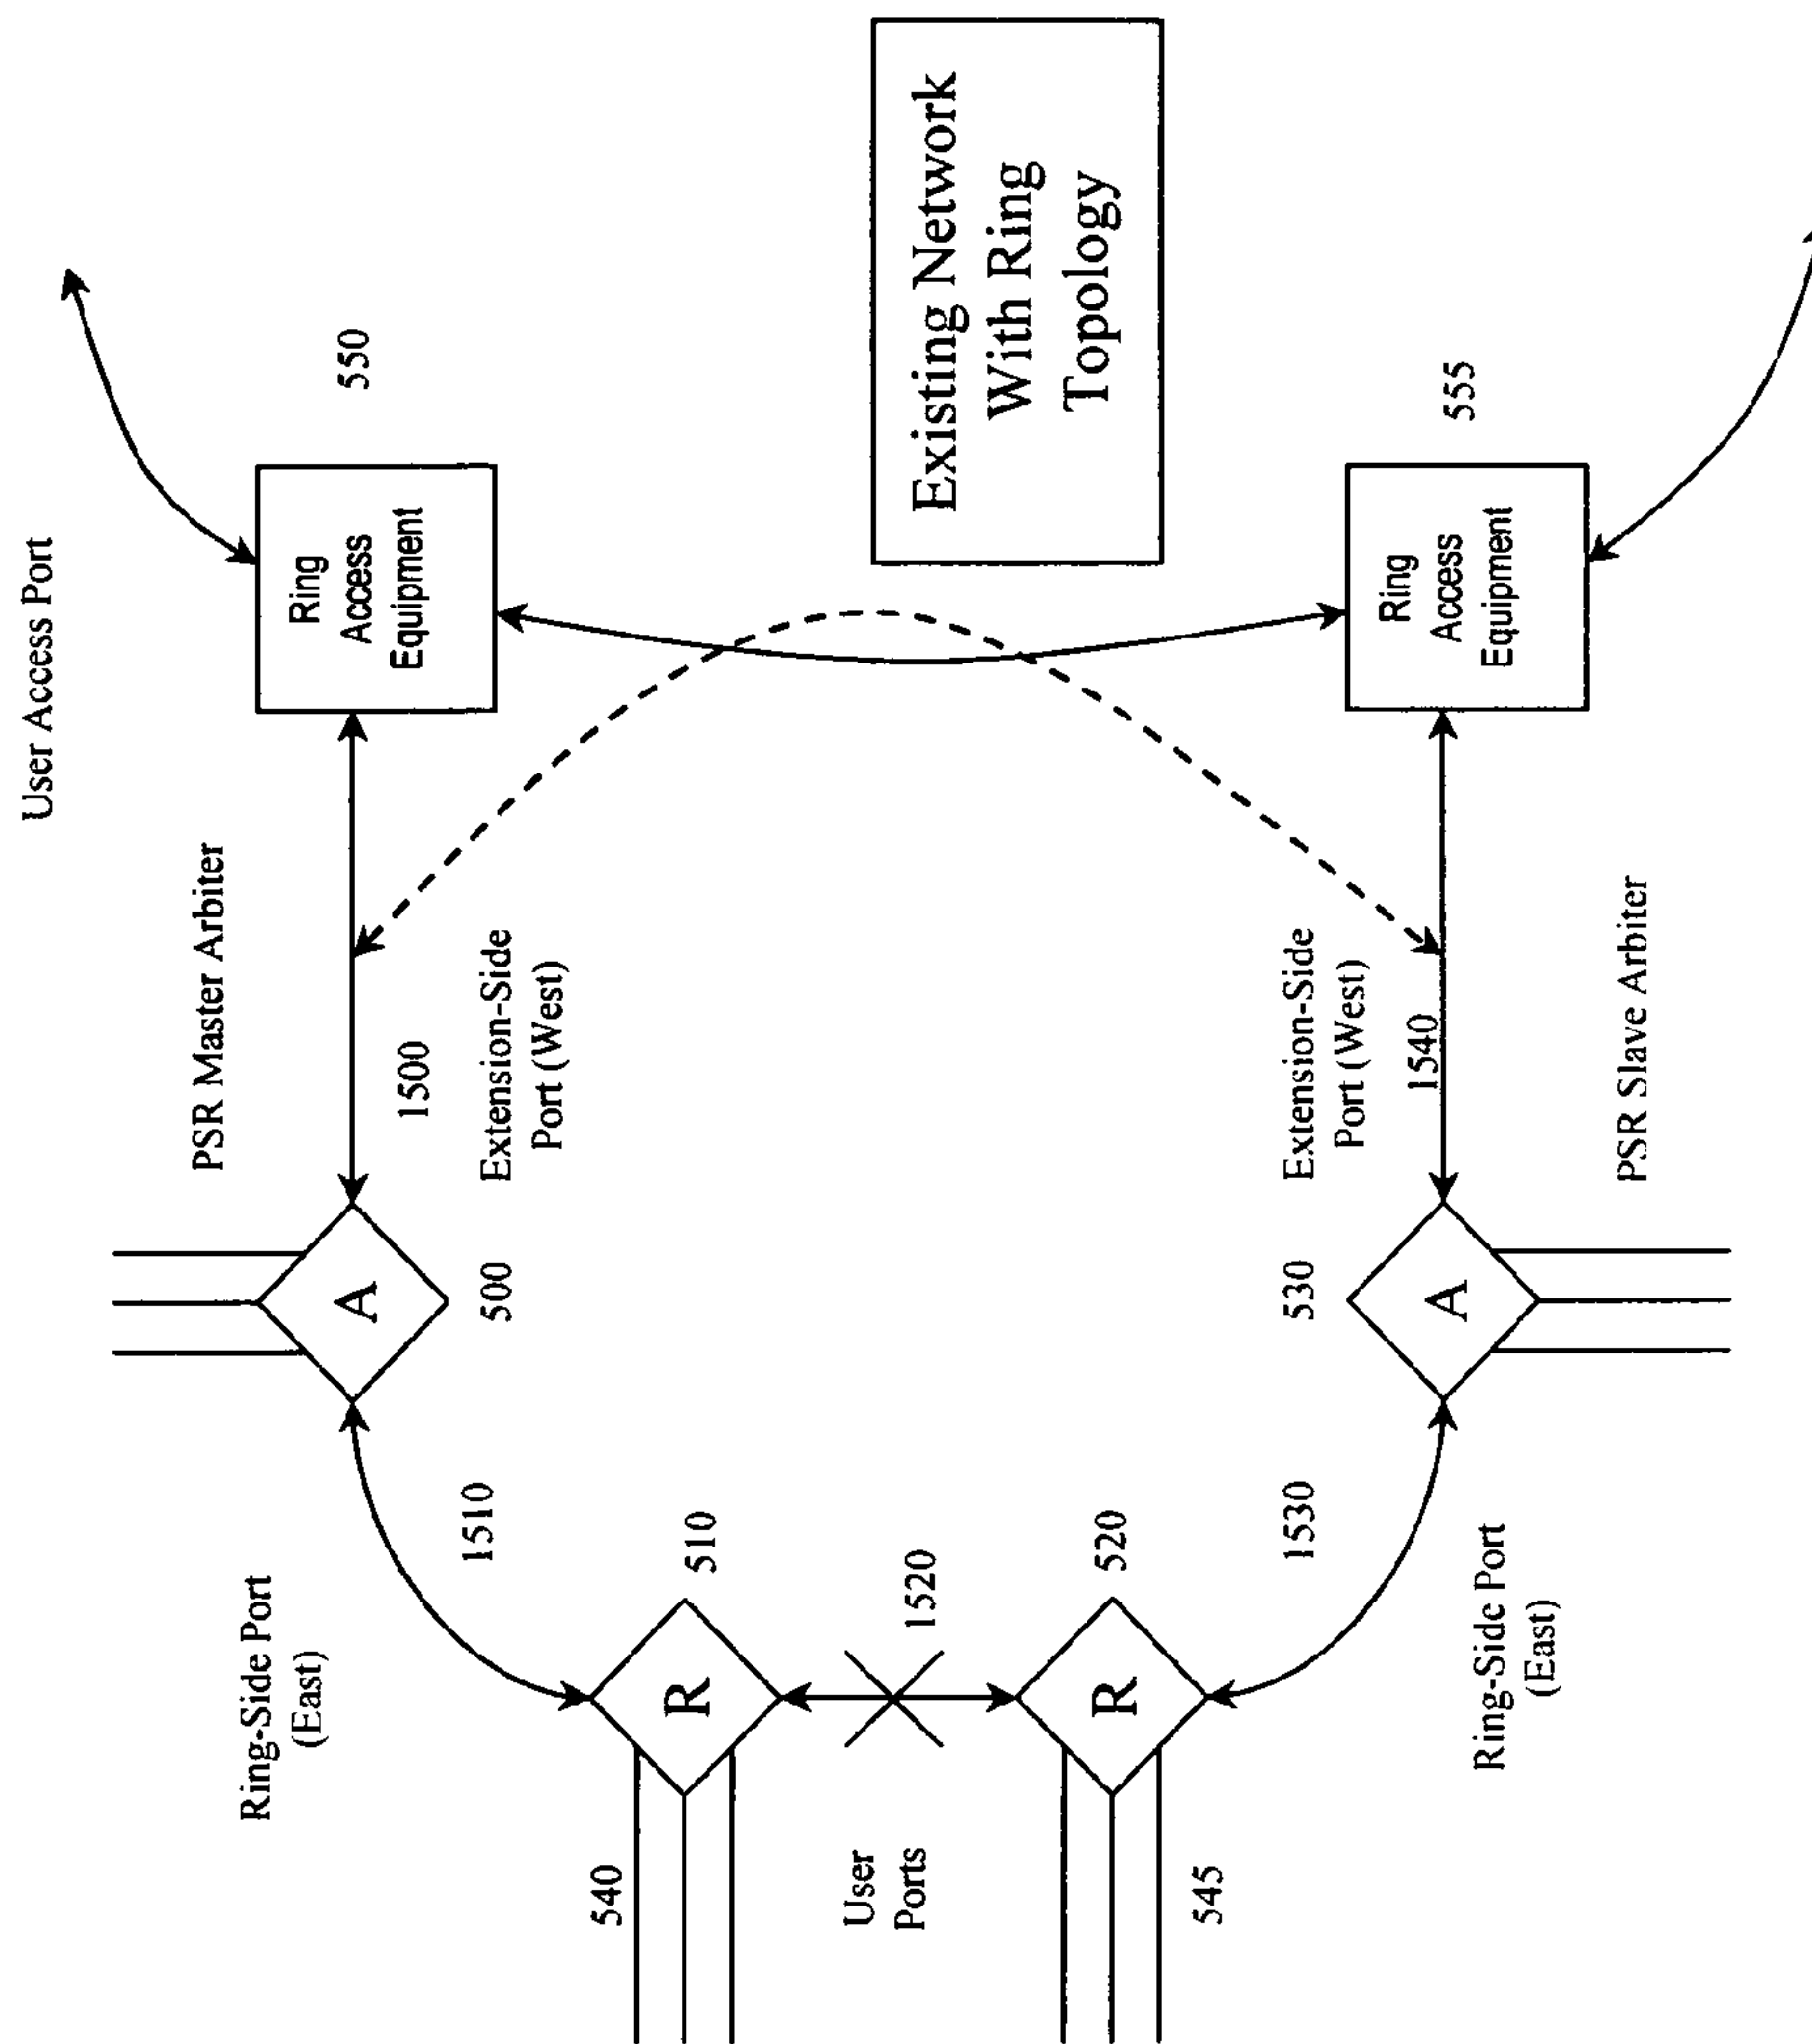 User Access Port
PSR Master Arbiter
Ring-Side Port
(East)
550
Ring
Access
Equipment
1500
A
500
1510
Extension-Side
Port (West)
540
R
510
Existing Network
With Ring
Topology
User
Ports
1520
545
R
520
1530
530
A
Extension-Side
Port (West)
1540
555
Ring
Access
Equipment
Ring-Side Port
(East)
PSR Slave Arbiter